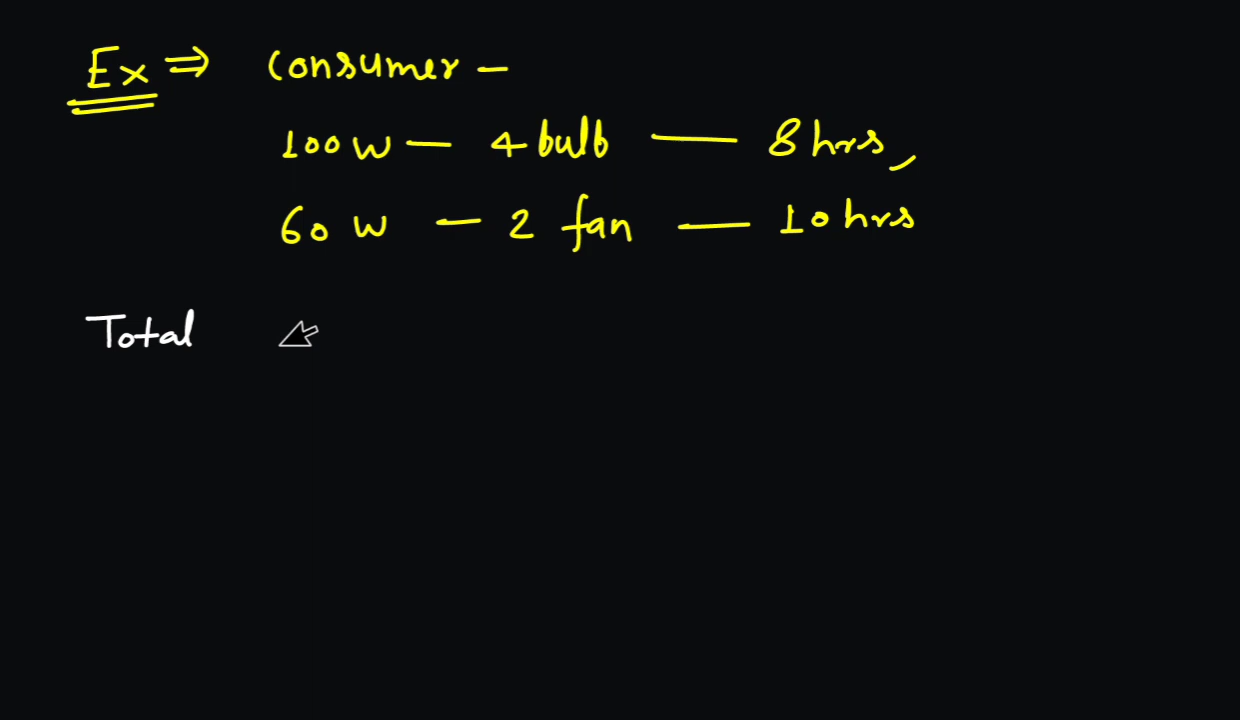 Ex ⇒ Consumer –
100 W – 4 bulb — 8 hrs,
60 W – 2 fan — 10 hrs
Total